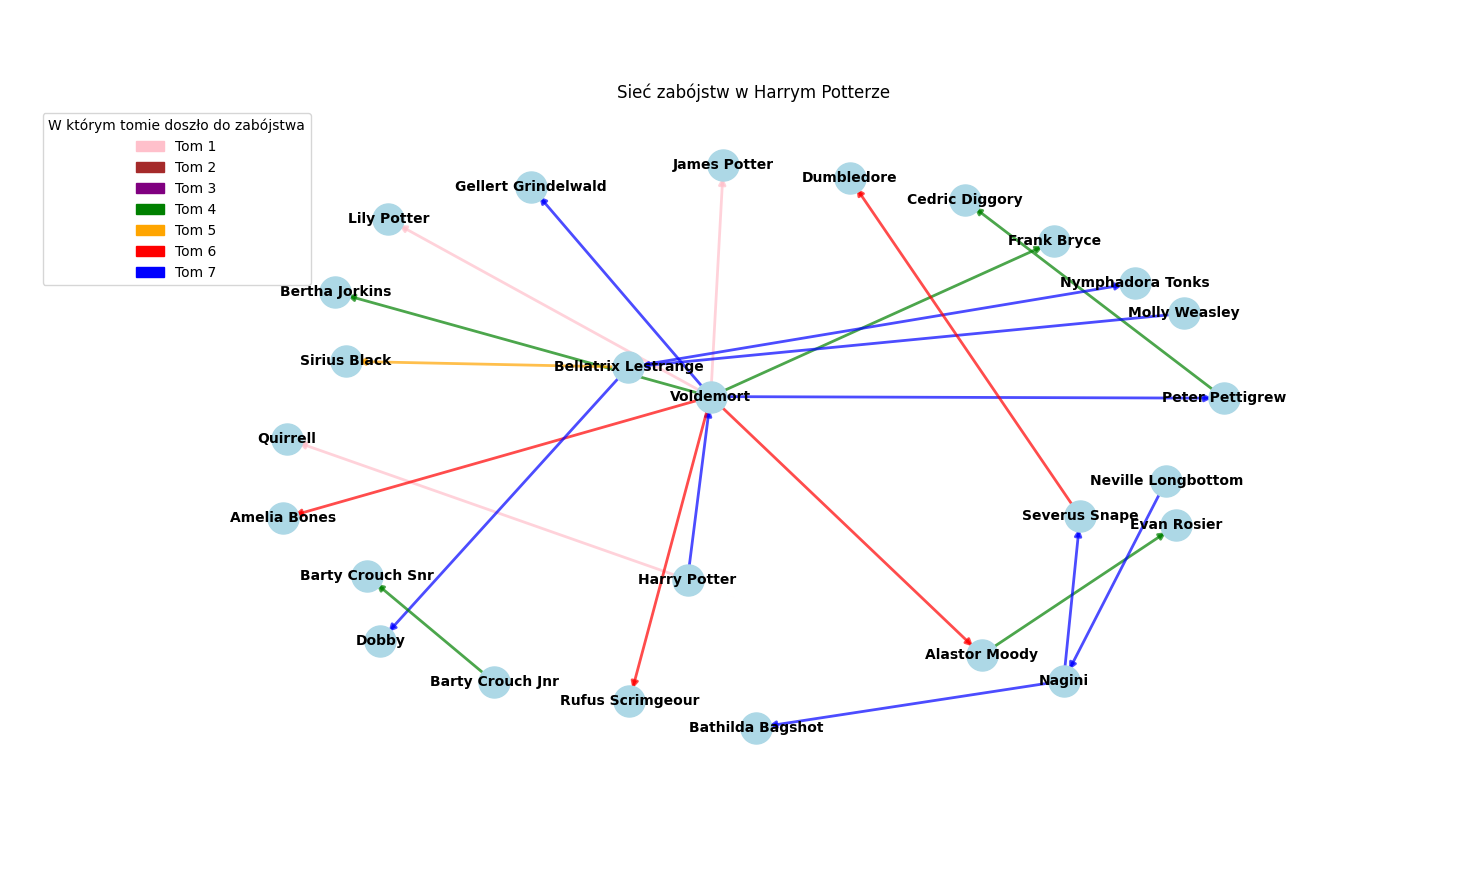 Sieć zabójstw w Harrym Potterze
W którym tomie doszło do zabójstwa
Tom 1
Tom 2
Tom 3
Tom 4
Tom 5
Tom 6
Tom 7
James Potter
Dumbledore
Gellert Grindelwald
Cedric Diggory
Lily Potter
Frank Bryce
Nymphadora Tonks
Bertha Jorkins
Molly Weasley
Sirius Black
Bellatrix Lestrange
Voldemort
Peter Pettigrew
Quirrell
Neville Longbottom
Amelia Bones
Severus Snape
Evan Rosier
Barty Crouch Snr
Harry Potter
Dobby
Alastor Moody
Barty Crouch Jnr
Nagini
Rufus Scrimgeour
Bathilda Bagshot